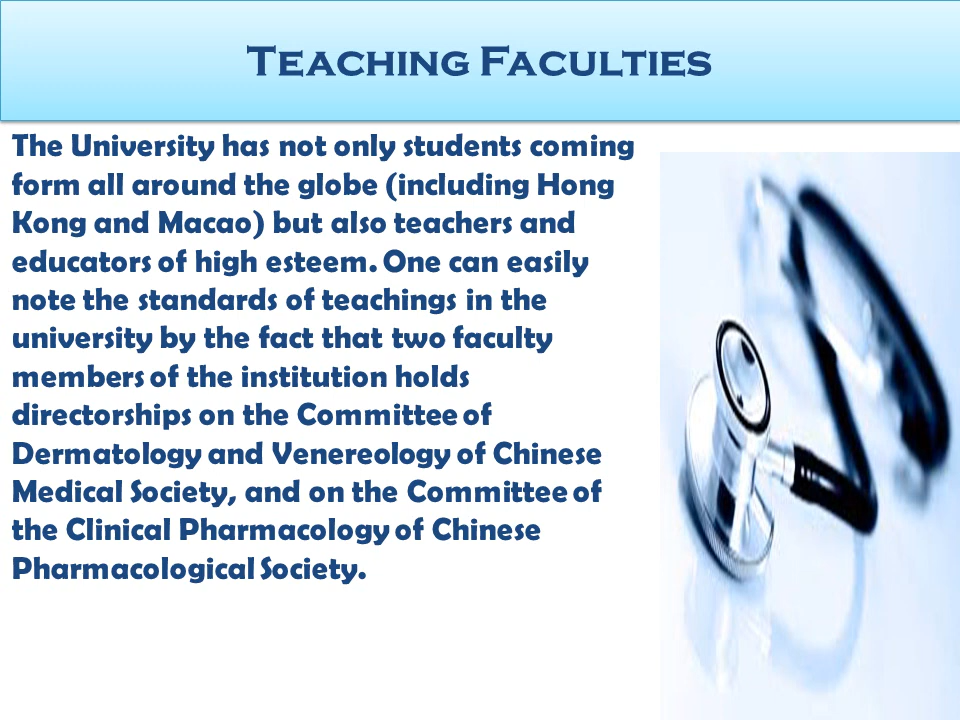 Teaching Faculties
The University has not only students coming
form all around the globe (including Hong
Kong and Macao) but also teachers and
educators of high esteem. One can easily
note the standards of teachings in the
university by the fact that two faculty
members of the institution holds
directorships on the Committee of
Dermatology and Venereology of Chinese
Medical Society, and on the Committee of
the Clinical Pharmacology of Chinese
Pharmacological Society.